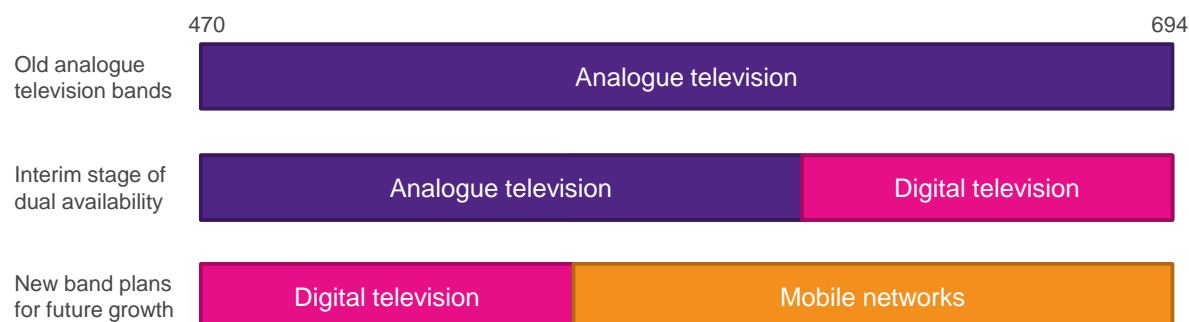 470 694
Old analogue
television bands
Analogue television
Interim stage of
dual availability
Analogue television Digital television
New band plans
for future growth
Digital television Mobile networks